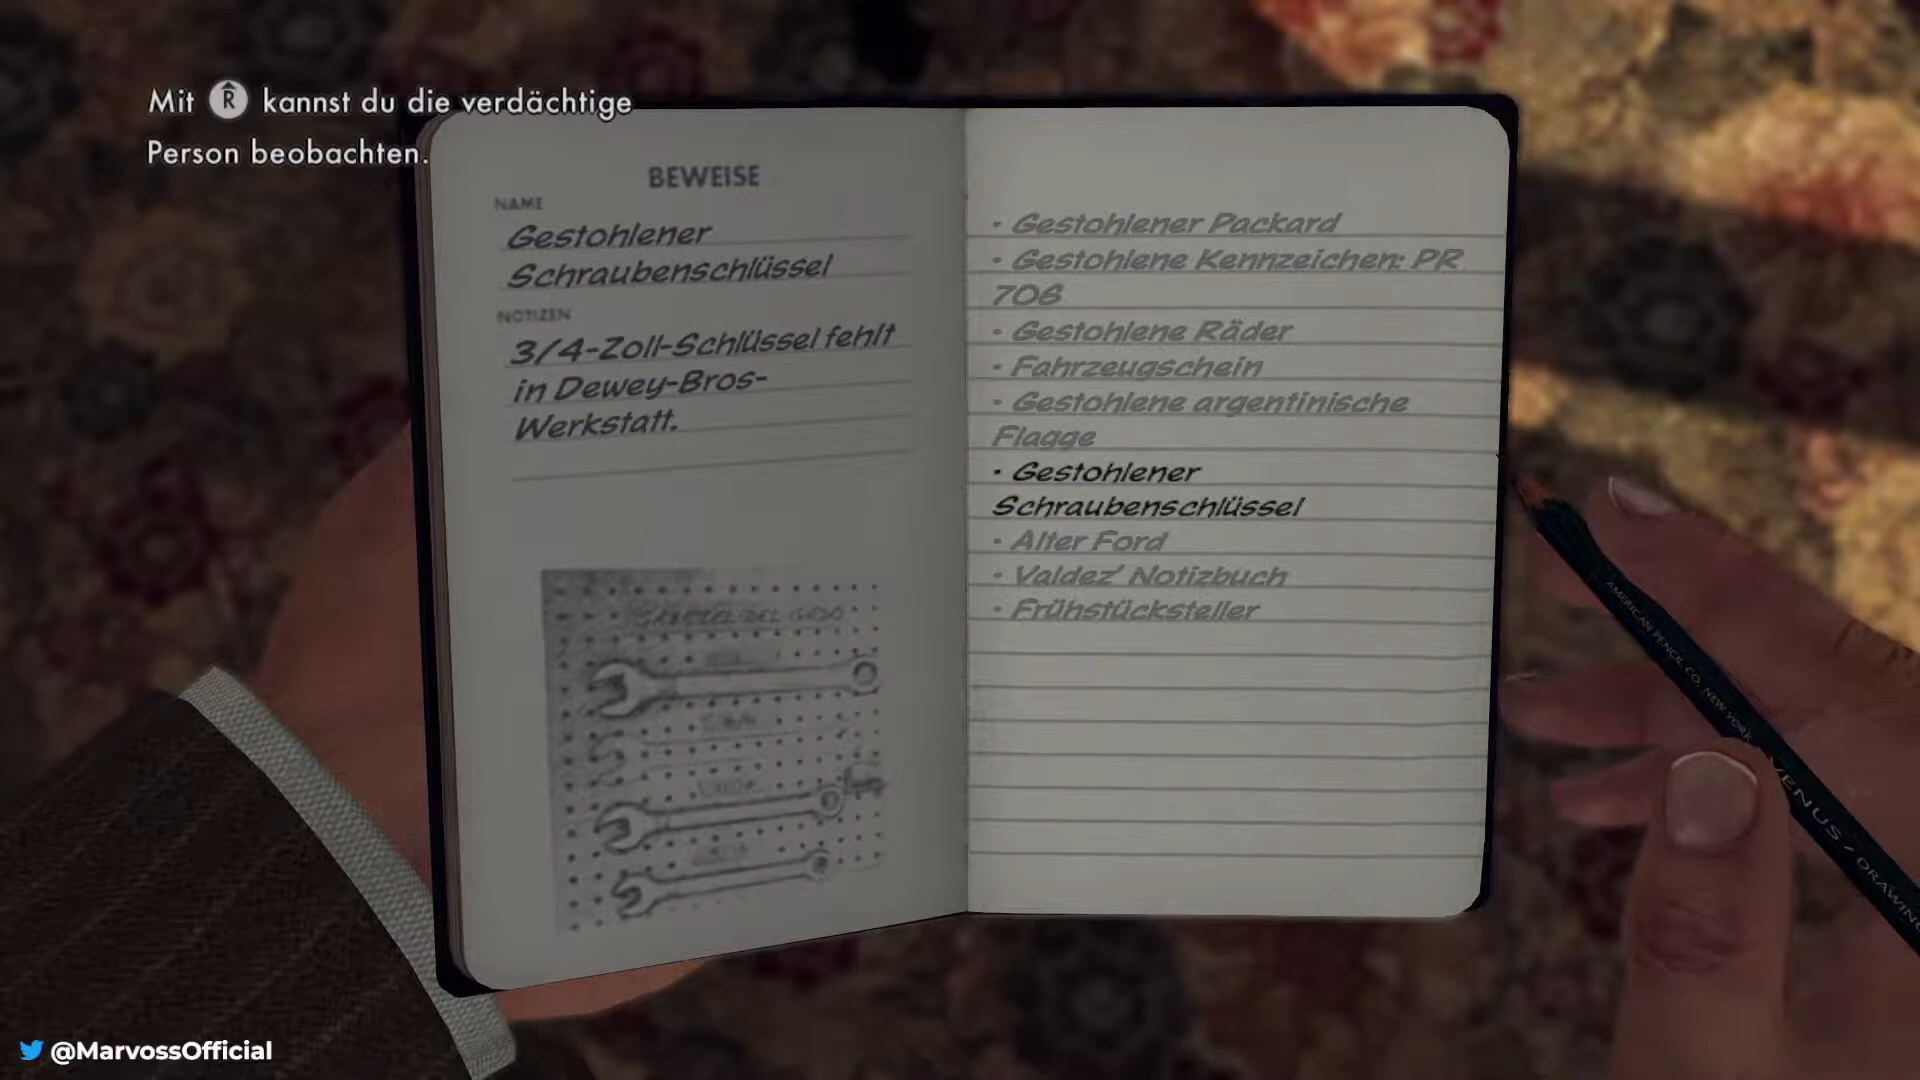 Mit R kannst du die verdächtige
Person beobachten.
BEWEISE
NAME
Gestohlener
Schraubenschlüssel
NOTIZEN
3/4-Zoll-Schlüssel fehlt
in Dewey-Bros-
Werkstatt.
• Gestohlener Packard
• Gestohlene Kennzeichen: PR
706
• Gestohlene Räder
• Fahrzeugschein
• Gestohlene argentinische
Flagge
• Gestohlener
Schraubenschlüssel
• Alter Ford
• Valdez' Notizbuch
• Frühstücksteller
AMERICAN PENCIL CO. NEW YORK
VENUS / DRAWING
@MarvossOfficial